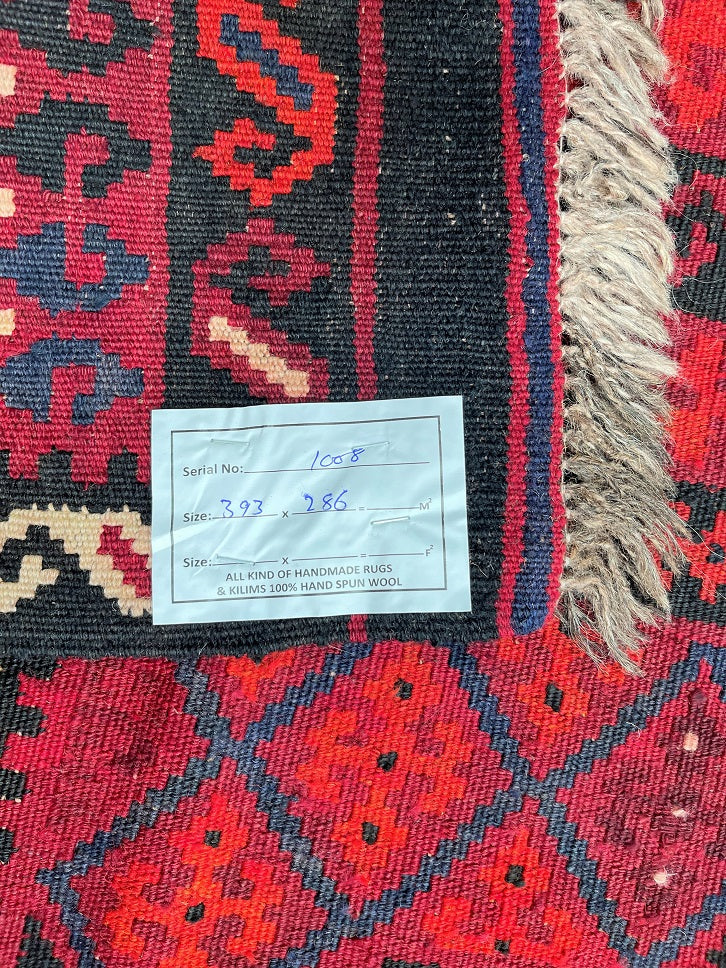 Serial No: 1008
Size: 393 x 286 = M²
Size: x = F²
ALL KIND OF HANDMADE RUGS
& KILIMS 100% HAND SPUN WOOL